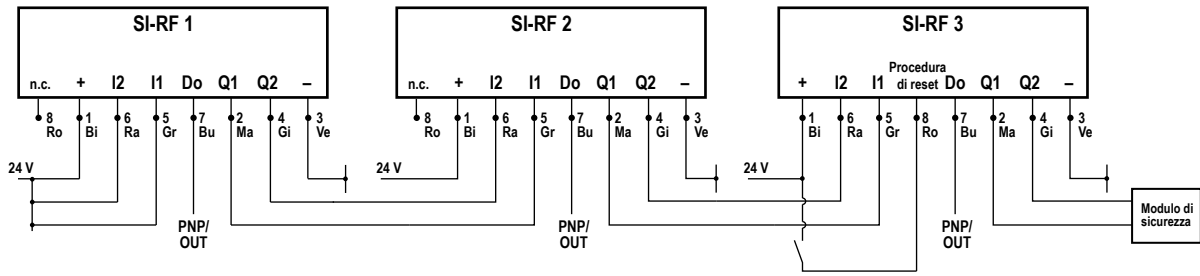 SI-RF 1
n.c. + I2 I1 Do Q1 Q2 –
8 Ro
1 Bi
6 Ra
5 Gr
7 Bu
2 Ma
4 Gi
3 Ve
24 V
PNP/
OUT
SI-RF 2
n.c. + I2 I1 Do Q1 Q2 –
8 Ro
1 Bi
6 Ra
5 Gr
7 Bu
2 Ma
4 Gi
3 Ve
24 V
PNP/
OUT
SI-RF 3
Procedura
+ I2 I1 di reset Do Q1 Q2 –
1 Bi
6 Ra
5 Gr
8 Ro
7 Bu
2 Ma
4 Gi
3 Ve
24 V
PNP/
OUT
Modulo di
sicurezza